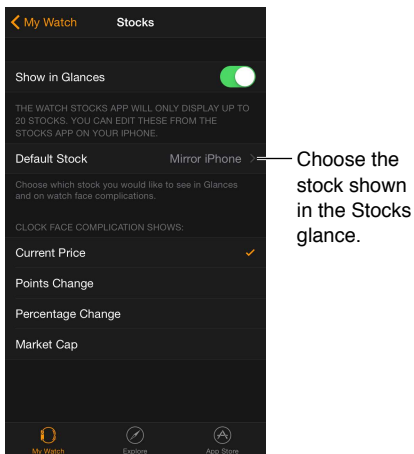 My Watch Stocks
Show in Glances
THE WATCH STOCKS APP WILL ONLY DISPLAY UP TO
20 STOCKS. YOU CAN EDIT THESE FROM THE
STOCKS APP ON YOUR IPHONE.
Default Stock Mirror iPhone
Choose which stock you would like to see in Glances
and on watch face complications.
CLOCK FACE COMPLICATION SHOWS:
Current Price
Points Change
Percentage Change
Market Cap
My Watch Explore App Store
Choose the
stock shown
in the Stocks
glance.